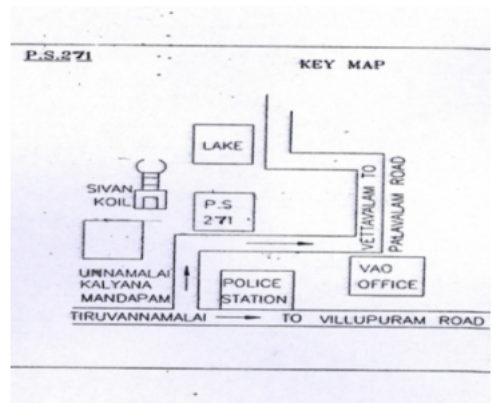 P.S.271
KEY MAP
LAKE
SIVAN
KOIL
P.S
271
VETTAVALAM TO
PALAVALAM ROAD
UNNAMALAI
KALYANA
MANDAPAM
POLICE
STATION
VAO
OFFICE
TIRUVANNAMALAI TO VILLUPURAM ROAD